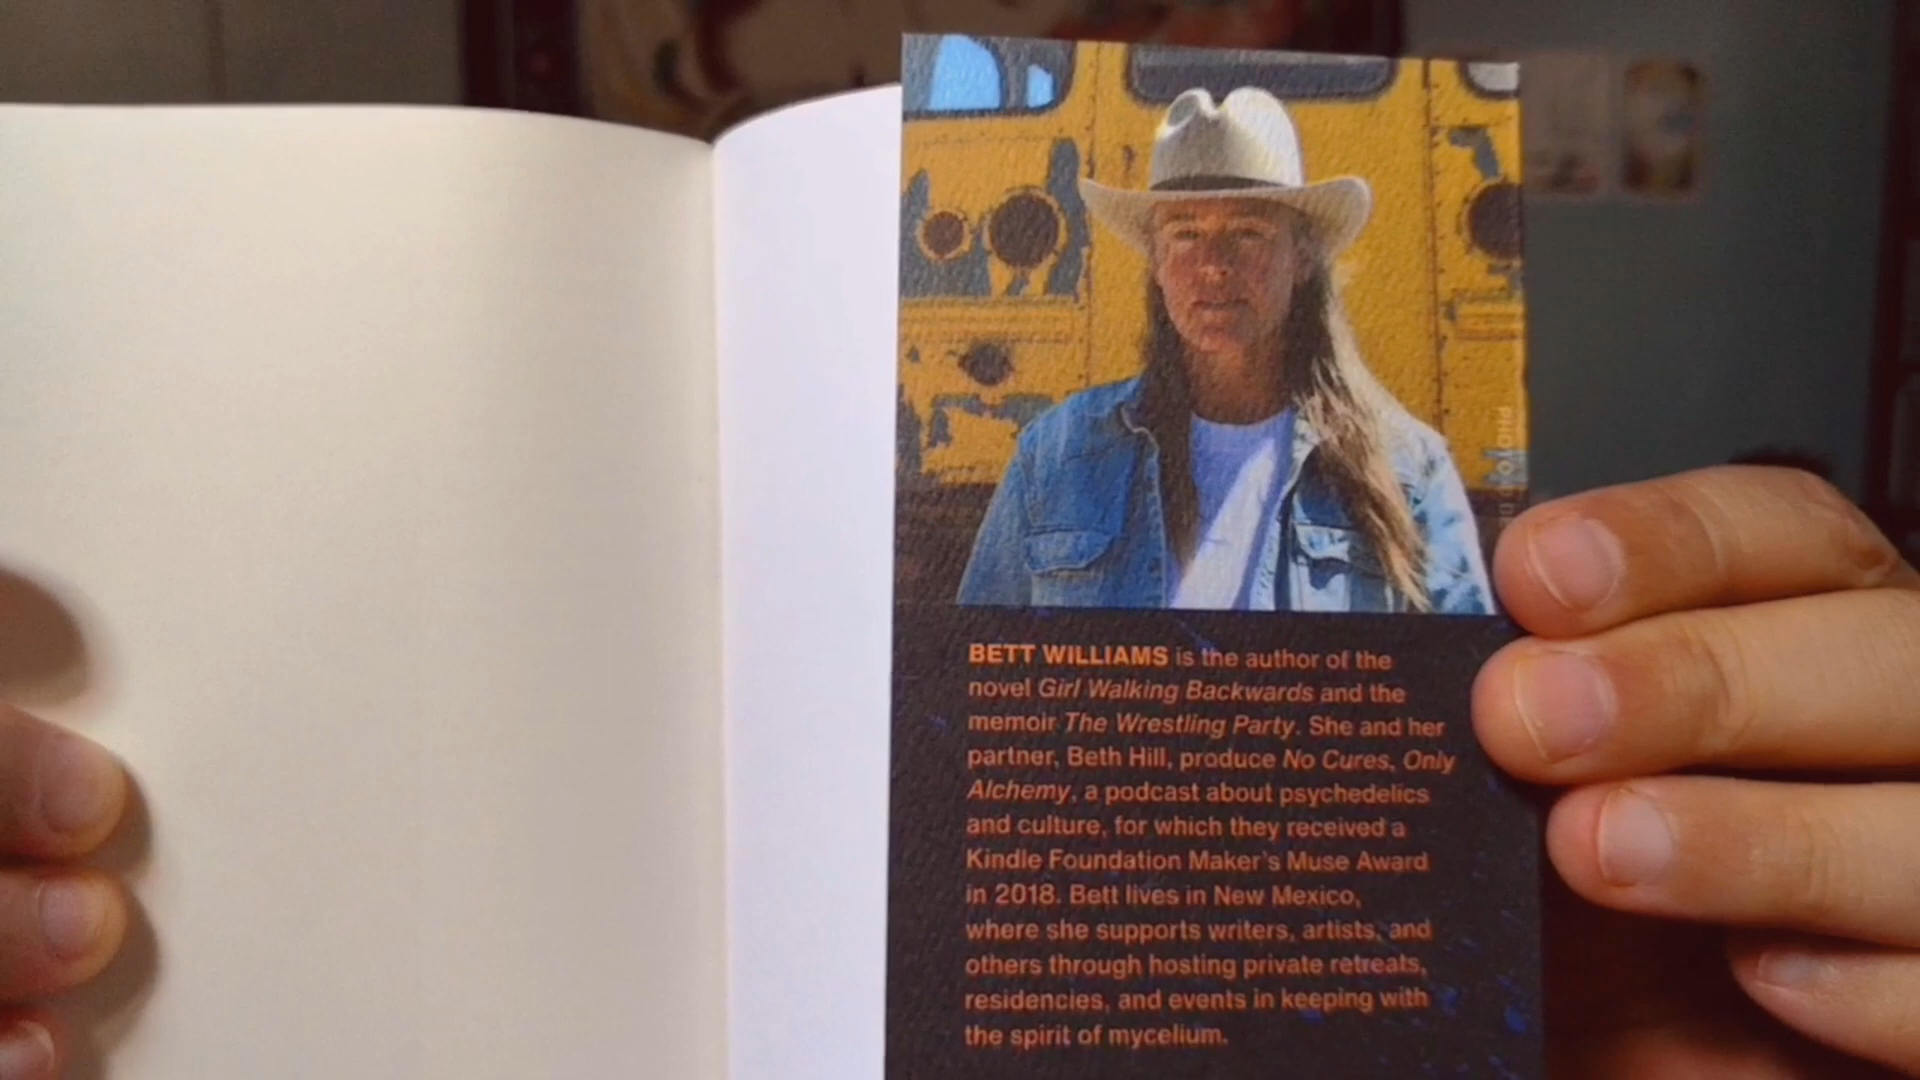 PHOTO
BETT WILLIAMS is the author of the
novel Girl Walking Backwards and the
memoir The Wrestling Party. She and her
partner, Beth Hill, produce No Cures, Only
Alchemy, a podcast about psychedelics
and culture, for which they received a
Kindle Foundation Maker's Muse Award
in 2018. Bett lives in New Mexico,
where she supports writers, artists, and
others through hosting private retreats,
residencies, and events in keeping with
the spirit of mycelium.